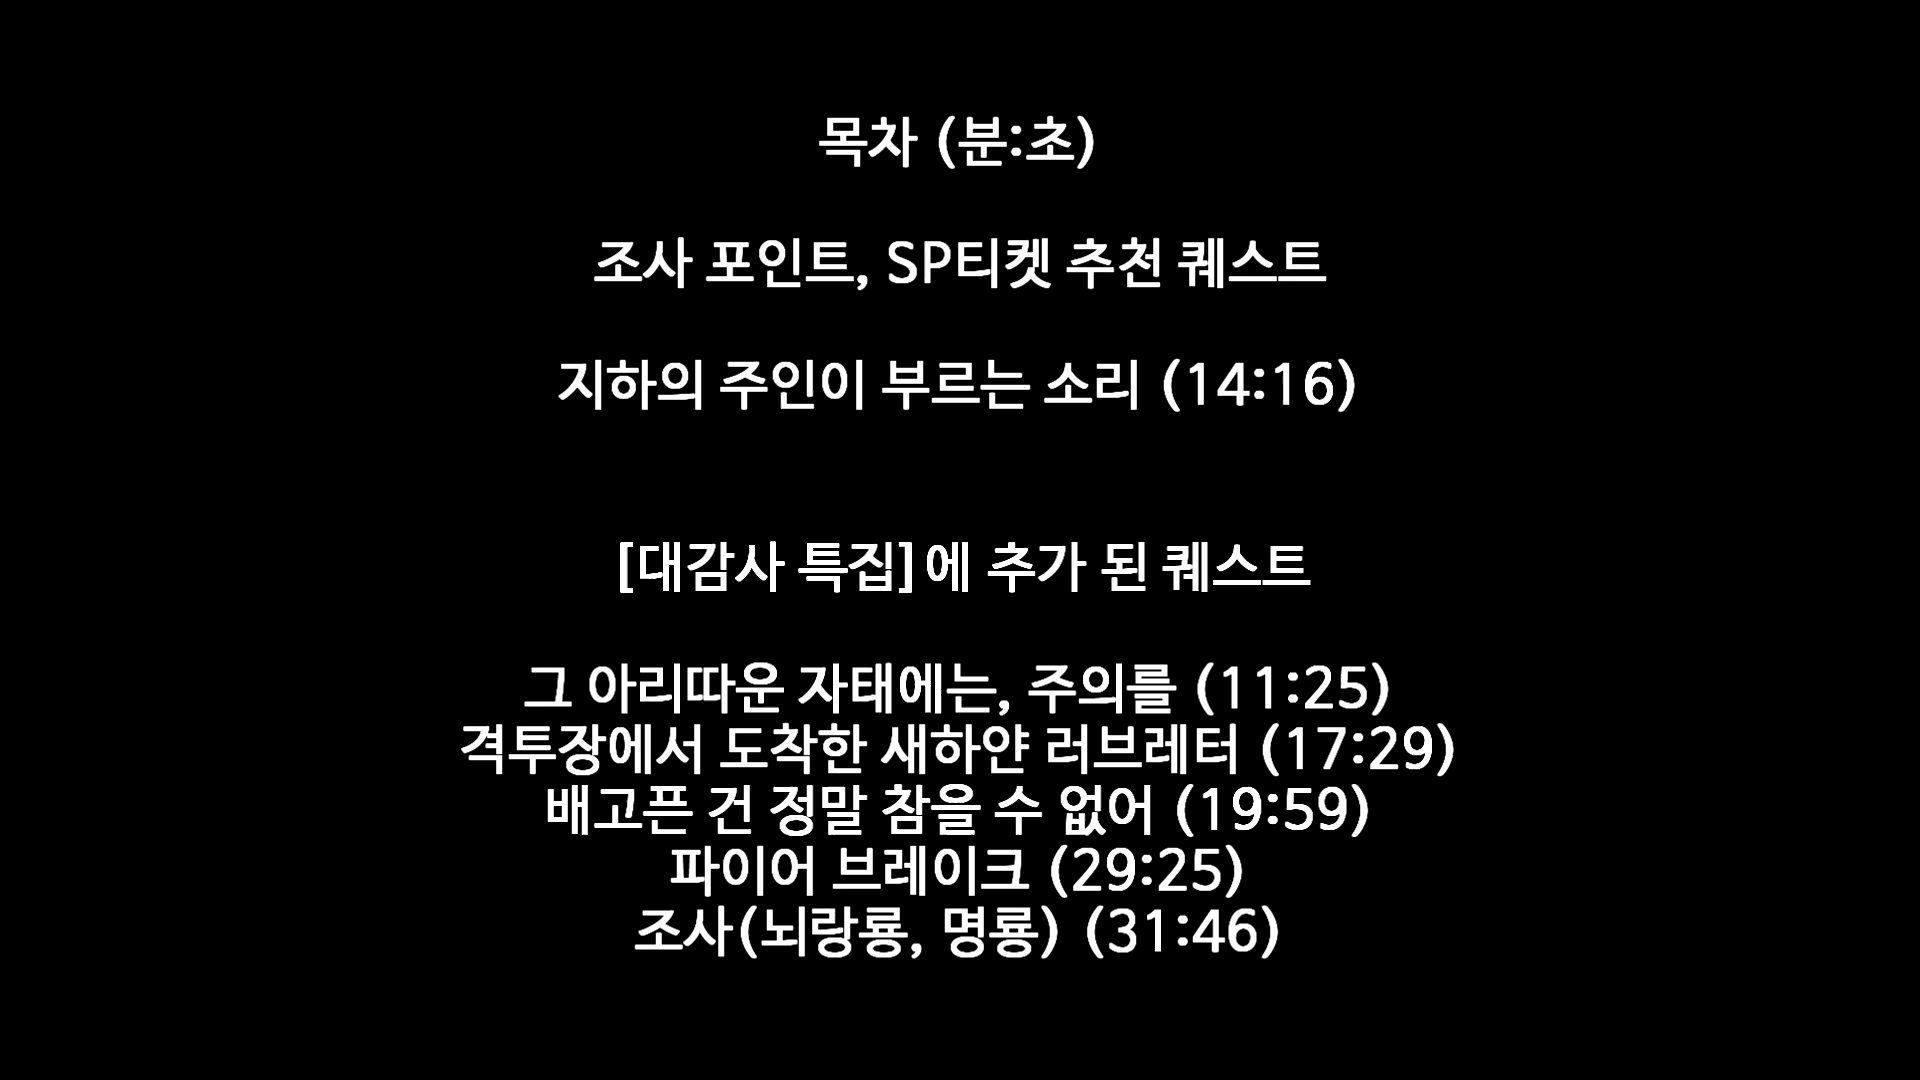 목차 (분:초)
조사 포인트, SP티켓 추천 퀘스트
지하의 주인이 부르는 소리 (14:16)
[대감사 특집]에 추가 된 퀘스트
그 아리따운 자태에는, 주의를 (11:25)
격투장에서 도착한 새하얀 러브레터 (17:29)
배고픈 건 정말 참을 수 없어 (19:59)
파이어 브레이크 (29:25)
조사(뇌랑룡, 명룡) (31:46)